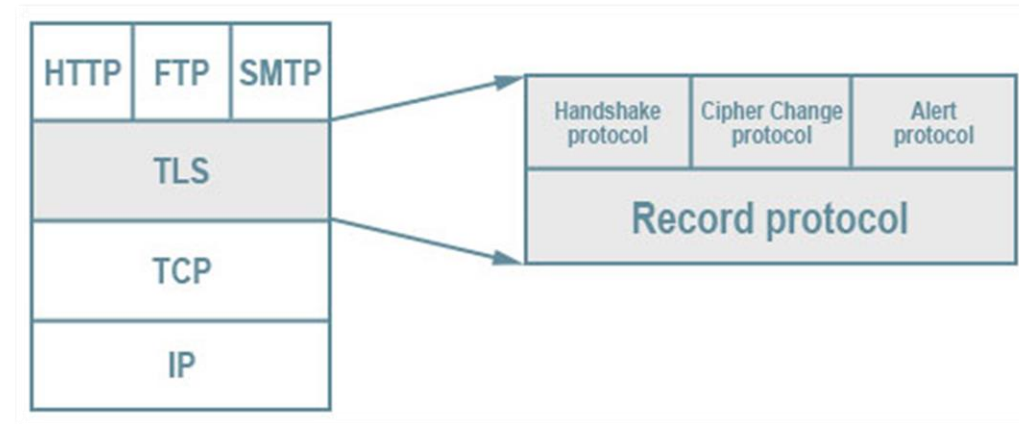 HTTP FTP SMTP
TLS
TCP
IP
Handshake
protocol
Cipher Change
protocol
Alert
protocol
Record protocol